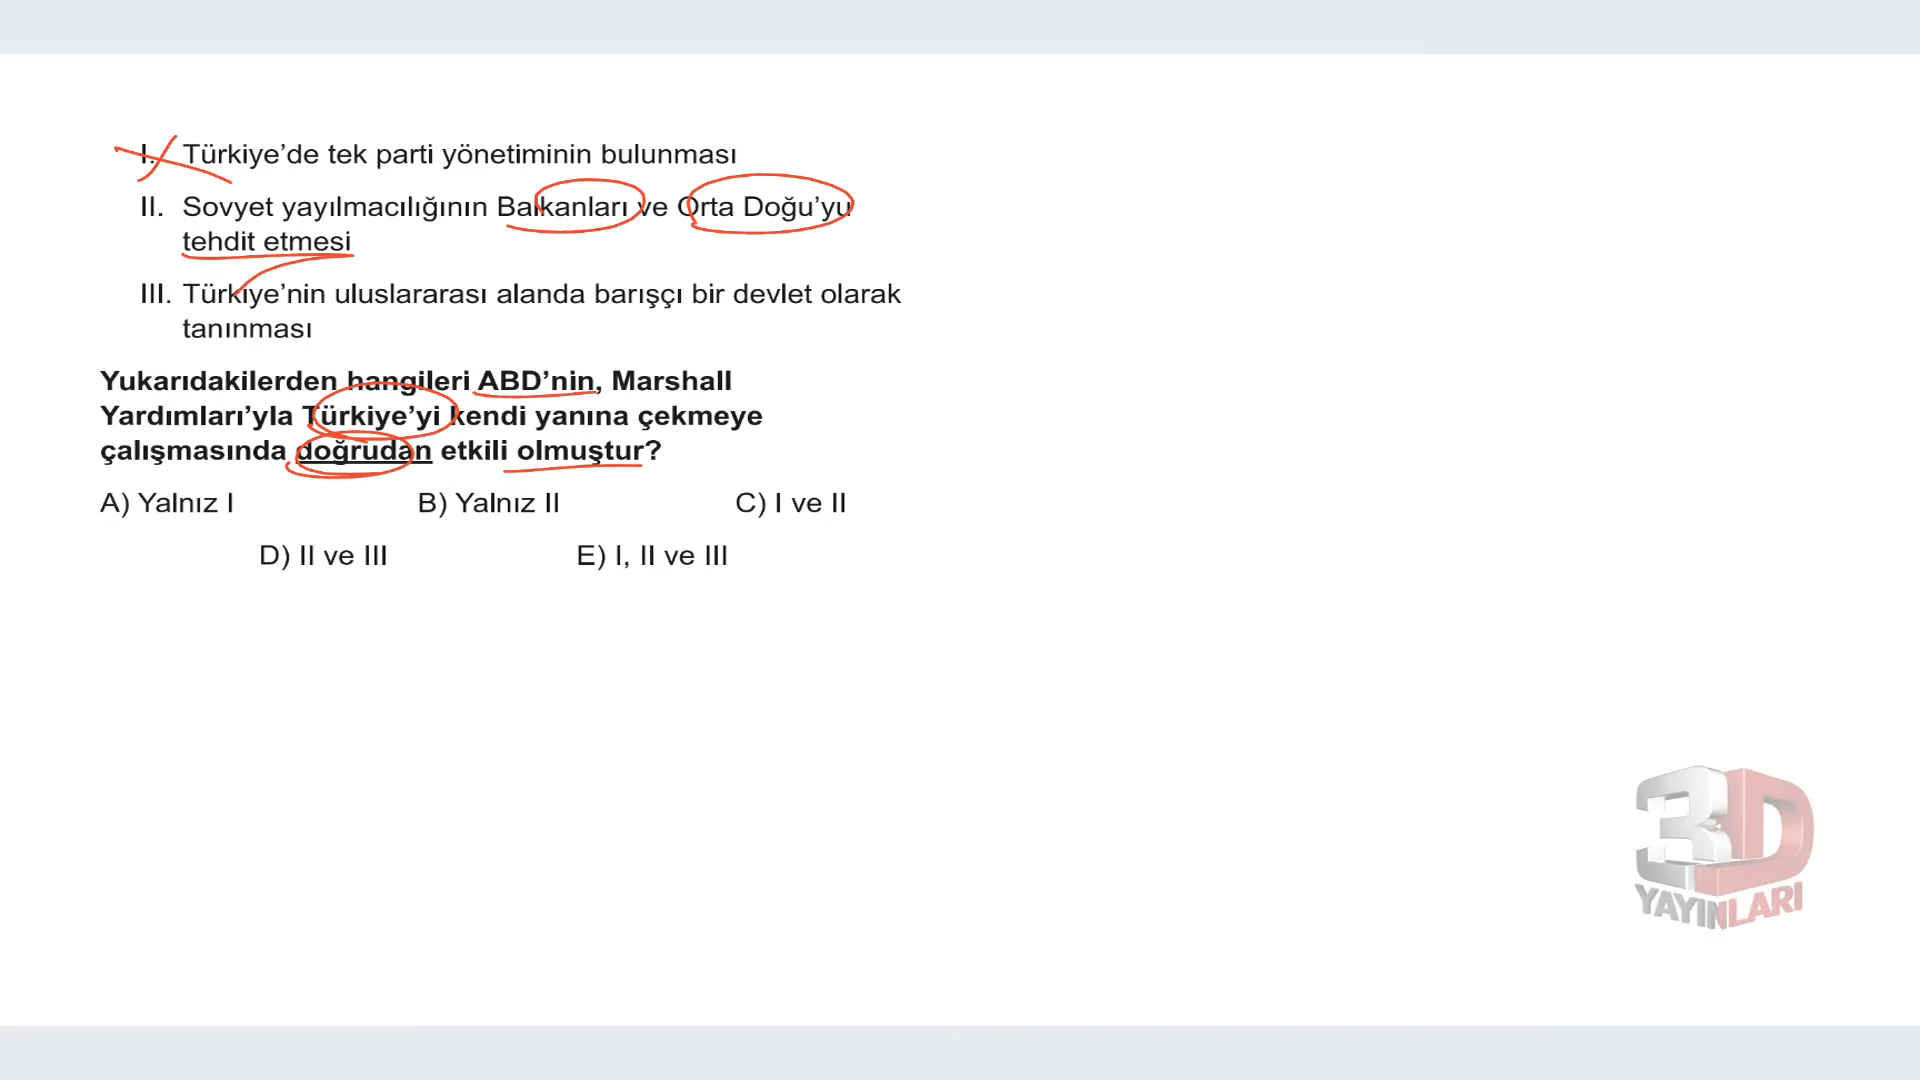 I. Türkiye’de tek parti yönetiminin bulunması
II. Sovyet yayılmacılığının Balkanları ve Orta Doğu’yu
tehdit etmesi
III. Türkiye’nin uluslararası alanda barışçı bir devlet olarak
tanınması
Yukarıdakilerden hangileri ABD’nin, Marshall
Yardımları’yla Türkiye’yi kendi yanına çekmeye
çalışmasında doğrudan etkili olmuştur?
A) Yalnız I B) Yalnız II C) I ve II
D) II ve III E) I, II ve III
3D
YAYINLARI